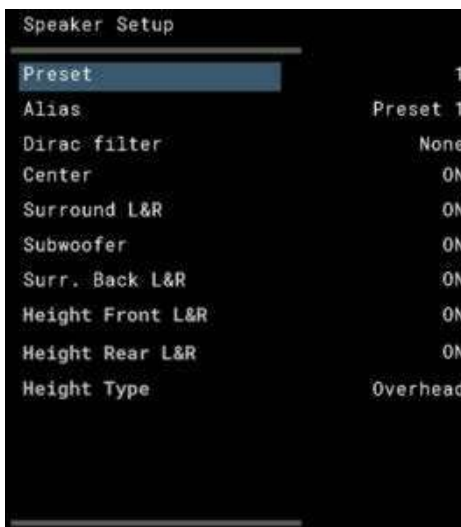 Speaker Setup
Preset 1
Alias Preset 1
Dirac filter None
Center ON
Surround L&R ON
Subwoofer ON
Surr. Back L&R ON
Height Front L&R ON
Height Rear L&R ON
Height Type Overhead